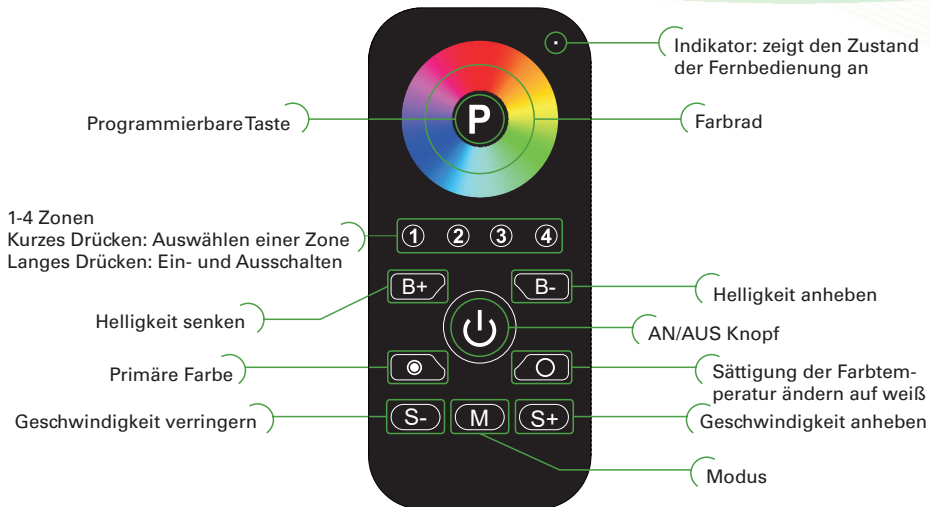 Indikator: zeigt den Zustand
der Fernbedienung an
Programmierbare Taste
P
Farbrad
1-4 Zonen
Kurzes Drücken: Auswählen einer Zone
Langes Drücken: Ein- und Ausschalten
1 2 3 4
B+
B-
Helligkeit senken
Helligkeit anheben
AN/AUS Knopf
Primäre Farbe
Sättigung der Farbtem-
peratur ändern auf weiß
Geschwindigkeit verringern
S-
M
S+
Geschwindigkeit anheben
Modus